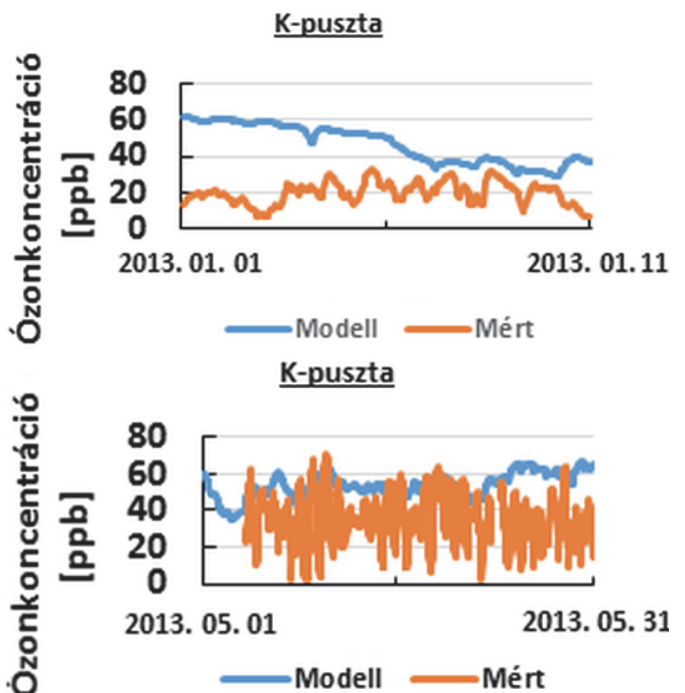 K-puszta
Ózonkoncentráció
[ppb]
80
60
40
20
0
2013. 01. 01
2013. 01. 11
Modell
Mért
K-puszta
Ózonkoncentráció
[ppb]
80
60
40
20
0
2013. 05. 01
2013. 05. 31
Modell
Mért